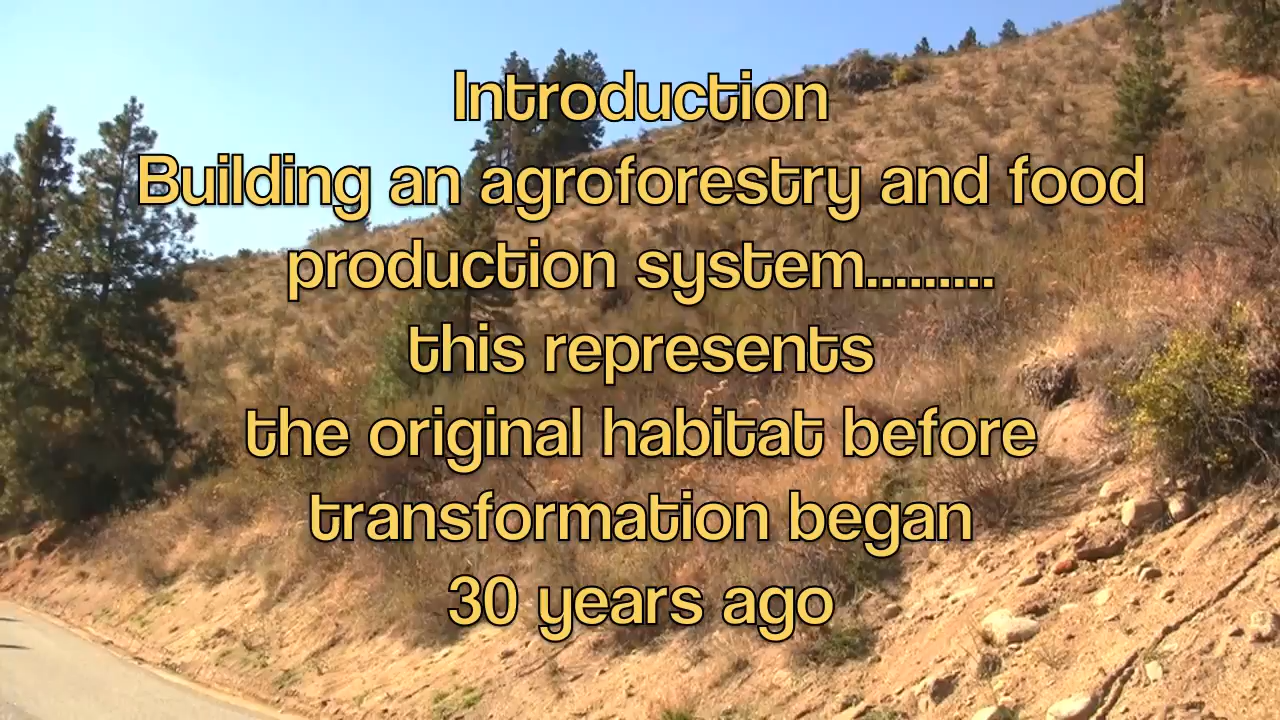 Introduction
Building an agroforestry and food
production system.........
this represents
the original habitat before
transformation began
30 years ago